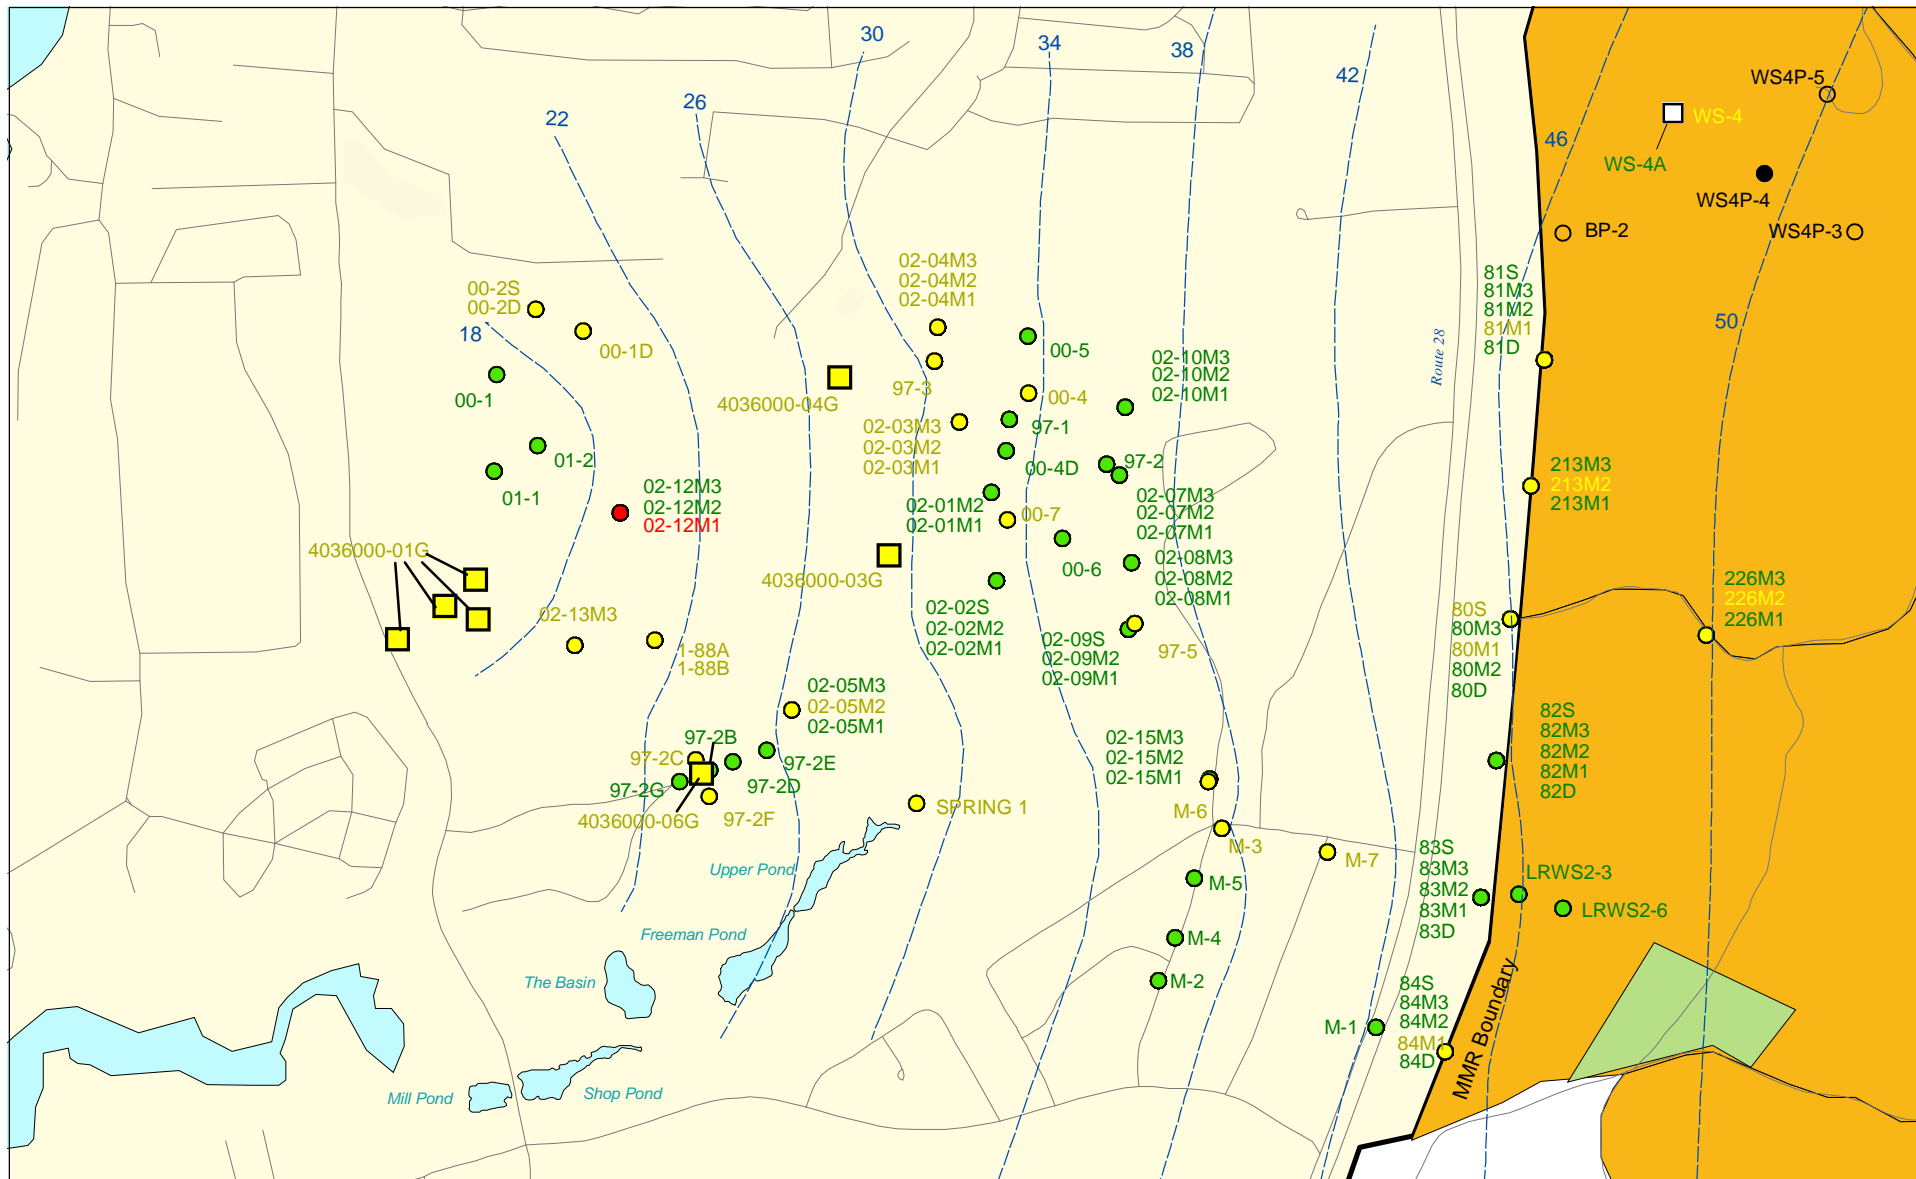 30
34
38
42
26
22
46
WS4P-5
WS-4
WS-4A
WS4P-4
BP-2
WS4P-3
50
18
00-2S
00-2D
00-1D
00-1
01-2
01-1
02-04M3
02-04M2
02-04M1
97-3
4036000-04G
00-5
00-4
02-10M3
02-10M2
02-10M1
Route 28
81S
81M3
81M2
81M1
81D
02-03M3
02-03M2
02-03M1
97-1
00-4D
97-2
02-12M3
02-12M2
02-12M1
02-01M2
02-01M1
00-7
02-07M3
02-07M2
02-07M1
213M3
213M2
213M1
4036000-01G
4036000-03G
00-6
02-08M3
02-08M2
02-08M1
02-02S
02-02M2
02-02M1
02-09S
02-09M2
02-09M1
97-5
80S
80M3
80M1
80M2
80D
226M3
226M2
226M1
02-13M3
1-88A
1-88B
02-05M3
02-05M2
02-05M1
97-2B
97-2C
97-2E
97-2D
97-2G
4036000-06G
97-2F
SPRING 1
02-15M3
02-15M2
02-15M1
82S
82M3
82M2
82M1
82D
M-6
M-3
M-7
M-5
M-4
M-2
M-1
83S
83M3
83M2
83M1
83D
LRWS2-3
LRWS2-6
84S
84M3
84M2
84M1
84D
MMR Boundary
Upper Pond
Freeman Pond
The Basin
Mill Pond
Shop Pond